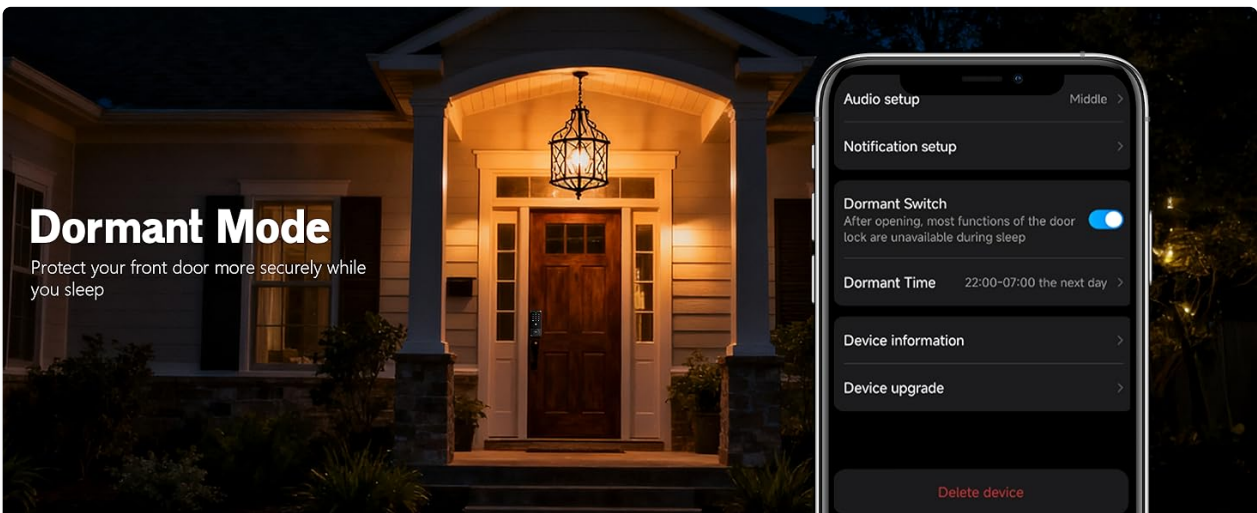 Dormant Mode
Protect your front door more securely while
you sleep
Audio setup Middle
Notification setup
Dormant Switch
After opening, most functions of the door
lock are unavailable during sleep
Dormant Time 22:00-07:00 the next day
Device information
Device upgrade
Delete device